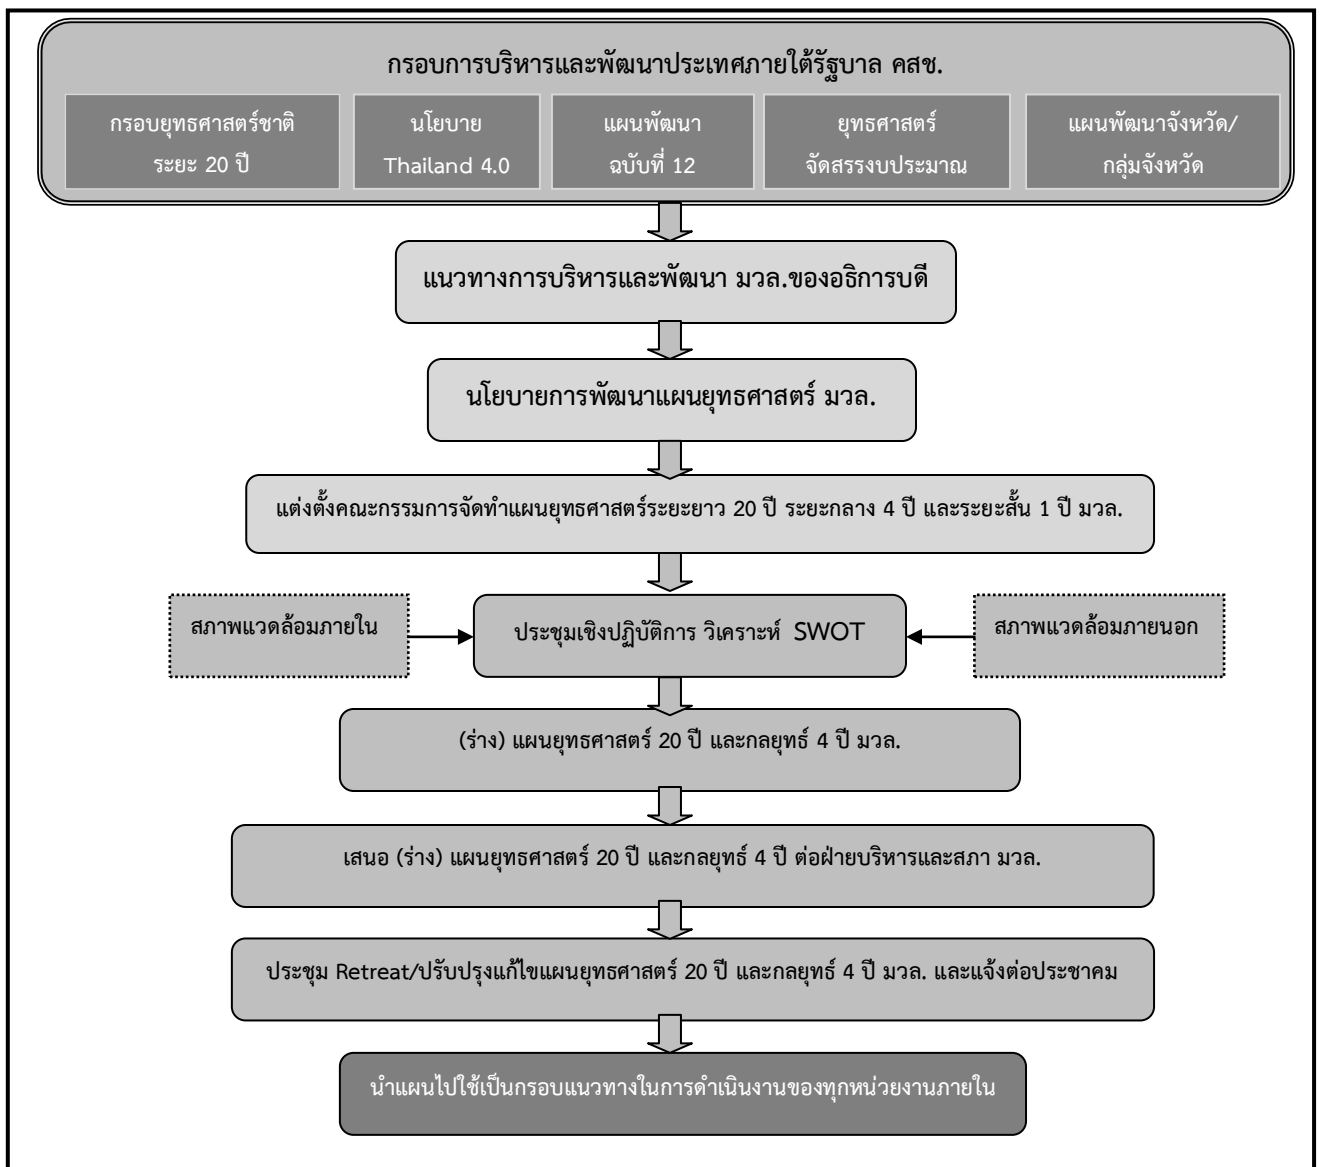 กรอบการบริหารและพัฒนาประเทศภายใต้รัฐบาล คสช.
กรอบยุทธศาสตร์ชาติ
ระยะ 20 ปี
นโยบาย
Thailand 4.0
แผนพัฒนา
ฉบับที่ 12
ยุทธศาสตร์
จัดสรรงบประมาณ
แผนพัฒนาจังหวัด/
กลุ่มจังหวัด
แนวทางการบริหารและพัฒนา มวล.ของอธิการบดี
นโยบายการพัฒนาแผนยุทธศาสตร์ มวล.
แต่งตั้งคณะกรรมการจัดทำแผนยุทธศาสตร์ระยะยาว 20 ปี ระยะกลาง 4 ปี และระยะสั้น 1 ปี มวล.
สภาพแวดล้อมภายใน
ประชุมเชิงปฏิบัติการ วิเคราะห์ SWOT
สภาพแวดล้อมภายนอก
(ร่าง) แผนยุทธศาสตร์ 20 ปี และกลยุทธ์ 4 ปี มวล.
เสนอ (ร่าง) แผนยุทธศาสตร์ 20 ปี และกลยุทธ์ 4 ปี ต่อฝ่ายบริหารและสภา มวล.
ประชุม Retreat/ปรับปรุงแก้ไขแผนยุทธศาสตร์ 20 ปี และกลยุทธ์ 4 ปี มวล. และแจ้งต่อประชาคม
นำแผนไปใช้เป็นกรอบแนวทางในการดำเนินงานของทุกหน่วยงานภายใน